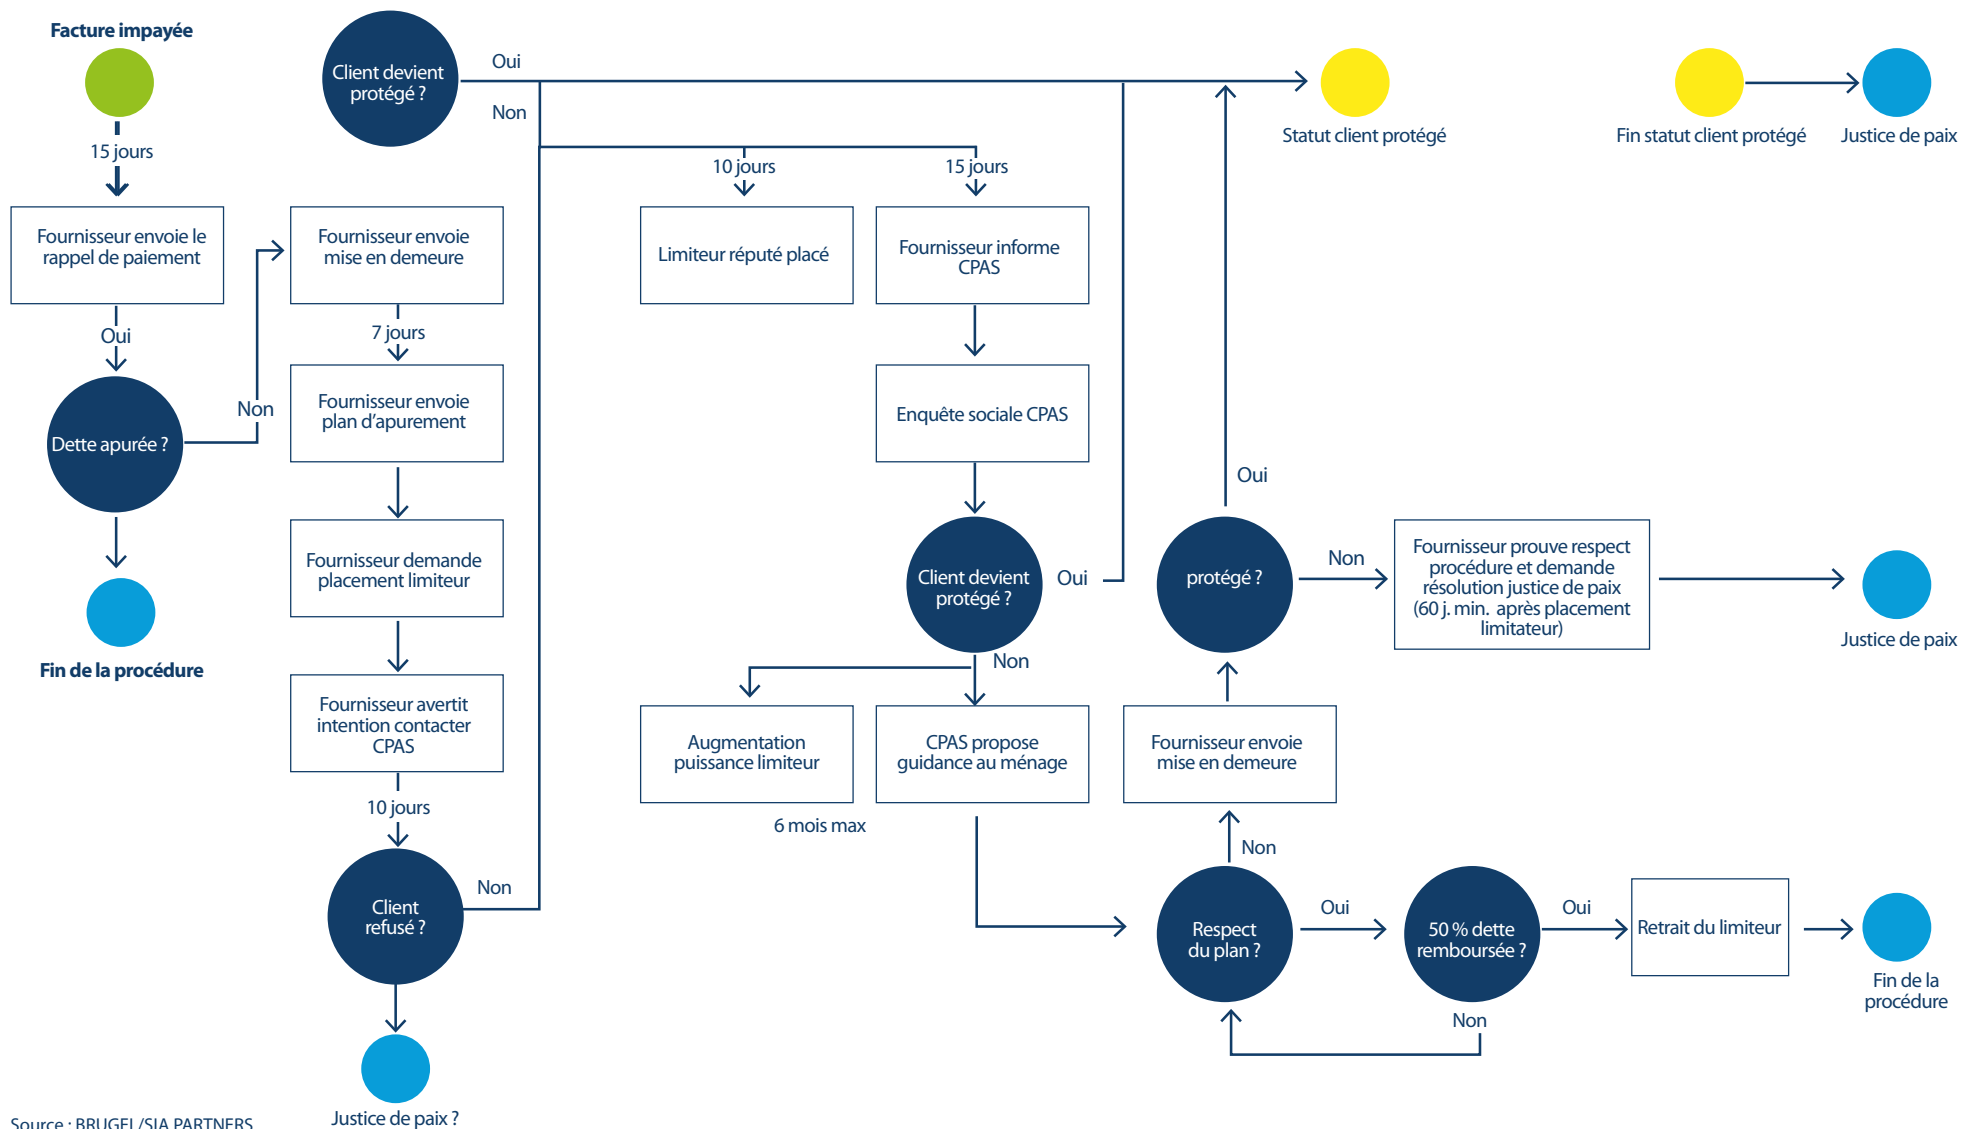 Facture impayée
15 jours
Fournisseur envoie le
rappel de paiement
Oui
Dette apurée ?
Non
Fin de la procédure
Fournisseur envoie
mise en demeure
7 jours
Fournisseur envoie
plan d'apurement
Fournisseur demande
placement limiteur
Fournisseur avertit
intention contacter
CPAS
10 jours
Client
refusé ?
Non
Justice de paix ?
Client devient
protégé ?
Oui
Non
10 jours
15 jours
Limiteur réputé placé
Fournisseur informe
CPAS
Enquête sociale CPAS
Client devient
protégé ?
Oui
Non
Augmentation
puissance limiteur
6 mois max
CPAS propose
guidance au ménage
Respect
du plan ?
Non
Fournisseur envoie
mise en demeure
protégé ?
Oui
Non
Fournisseur prouve respect
procédure et demande
résolution justice de paix
(60 j. min. après placement
limitateur)
Justice de paix
Oui
50 % dette
remboursée ?
Non
Oui
Retrait du limiteur
Fin de la
procédure
Statut client protégé
Fin statut client protégé
Justice de paix
Source : BRUGEL/SIA PARTNERS